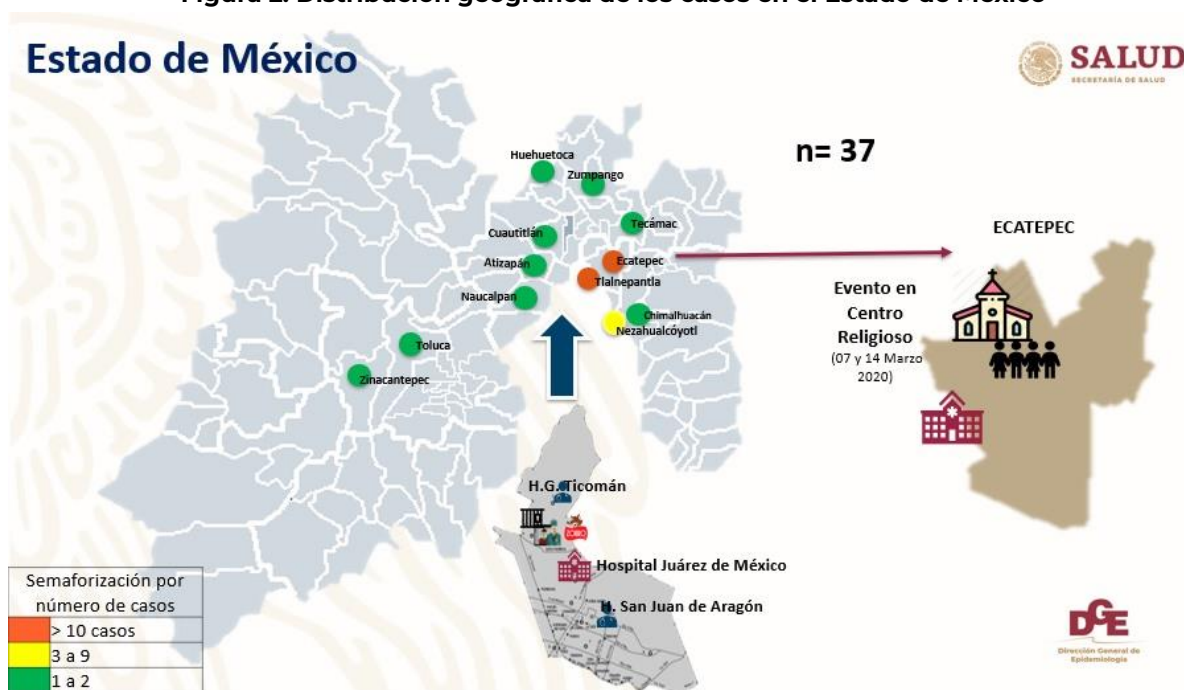 Figura 2. Distribución geográfica de los casos en el Estado de México
Estado de México
SALUD
SECRETARÍA DE SALUD
n= 37
Huehuetoca
Zumpango
Tecámac
Cuautitlán
Atizapán
Ecatepec
Tlalnepantla
Naucalpan
Chimalhuacán
Nezahualcóyotl
Toluca
Zinacantepec
ECATEPEC
Evento en
Centro
Religioso
(07 y 14 Marzo
2020)
H.G. Ticomán
ZORRO
Hospital Juárez de México
H. San Juan de Aragón
Semaforización por
número de casos
> 10 casos
3 a 9
1 a 2
DGE
Dirección General de
Epidemiología